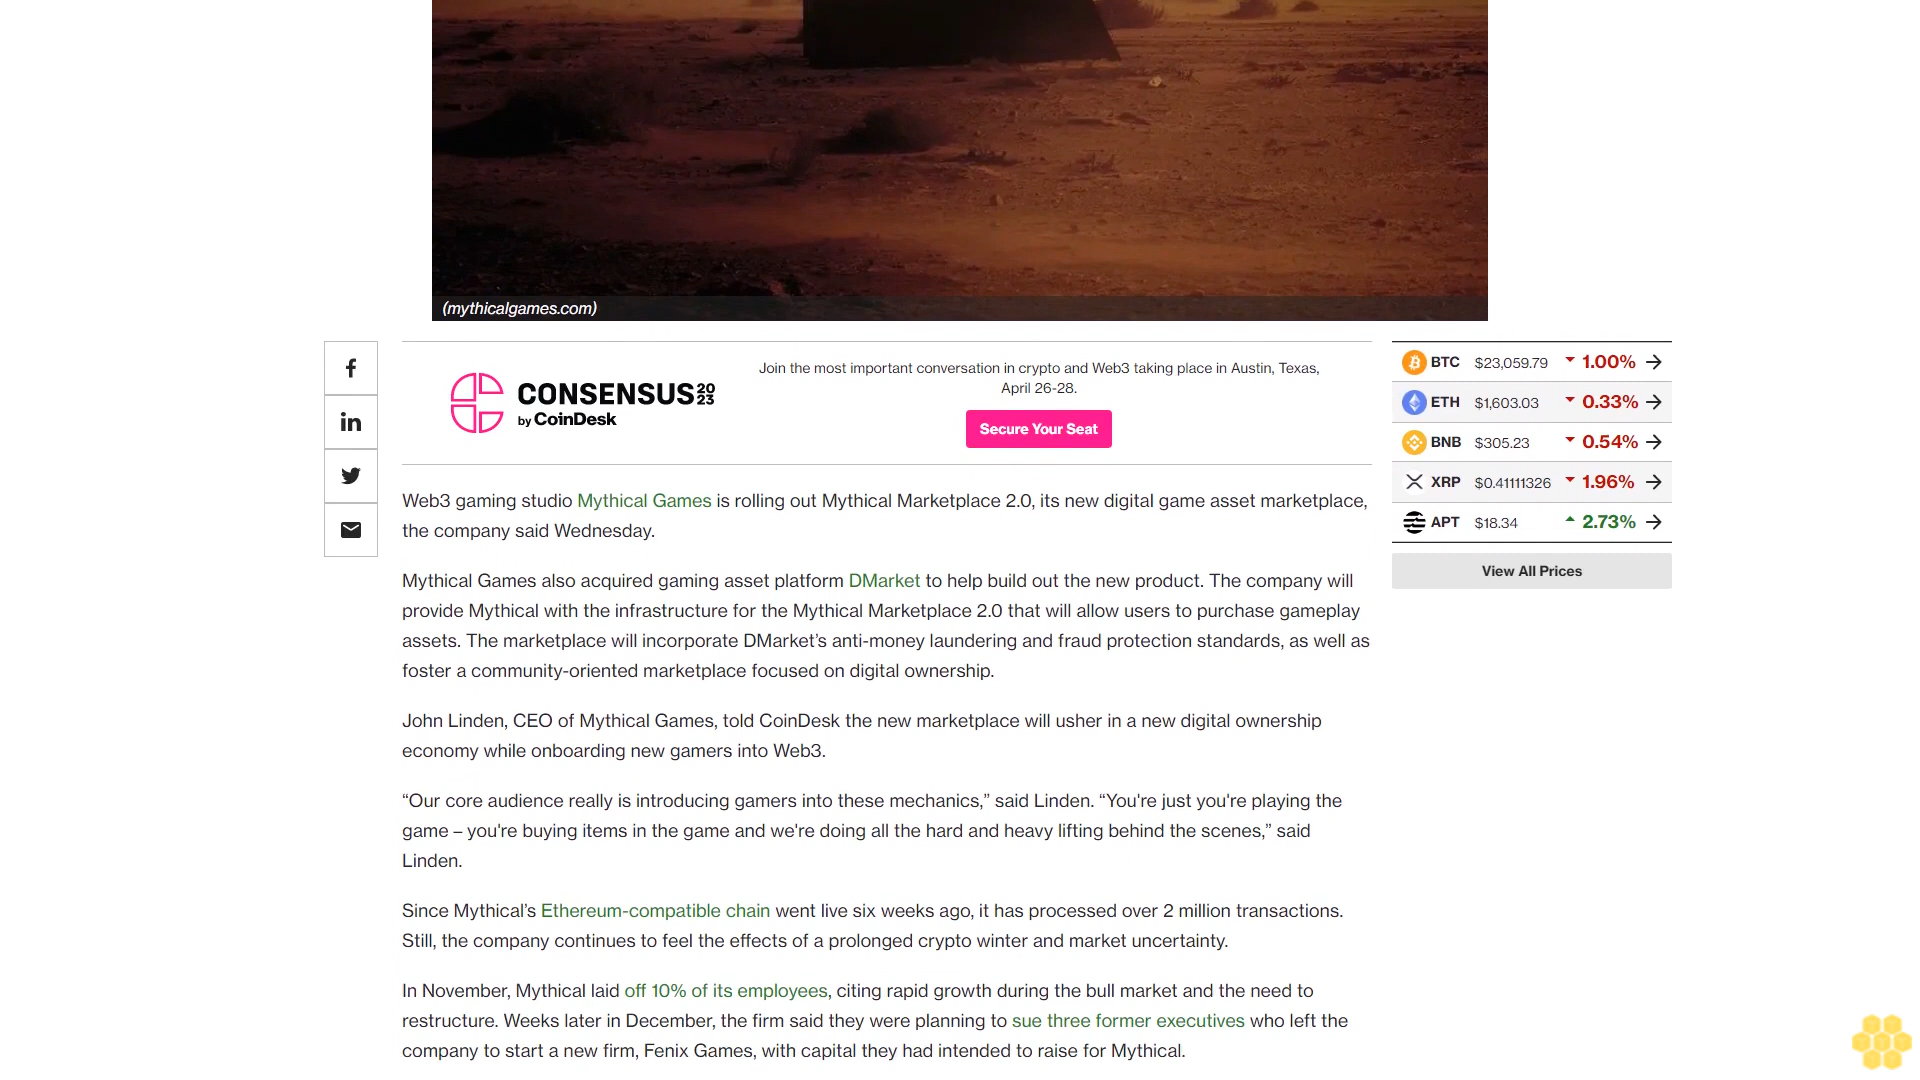 (mythicalgames.com)
CONSENSUS 20
23
by CoinDesk
Join the most important conversation in crypto and Web3 taking place in Austin, Texas,
April 26-28.
Secure Your Seat
BTC $23,059.79 1.00%
ETH $1,603.03 0.33%
BNB $305.23 0.54%
XRP $0.41111326 1.96%
APT $18.34 2.73%
View All Prices
Web3 gaming studio Mythical Games is rolling out Mythical Marketplace 2.0, its new digital game asset marketplace,
the company said Wednesday.
Mythical Games also acquired gaming asset platform DMarket to help build out the new product. The company will
provide Mythical with the infrastructure for the Mythical Marketplace 2.0 that will allow users to purchase gameplay
assets. The marketplace will incorporate DMarket's anti-money laundering and fraud protection standards, as well as
foster a community-oriented marketplace focused on digital ownership.
John Linden, CEO of Mythical Games, told CoinDesk the new marketplace will usher in a new digital ownership
economy while onboarding new gamers into Web3.
“Our core audience really is introducing gamers into these mechanics,” said Linden. “You're just you're playing the
game – you're buying items in the game and we're doing all the hard and heavy lifting behind the scenes,” said
Linden.
Since Mythical's Ethereum-compatible chain went live six weeks ago, it has processed over 2 million transactions.
Still, the company continues to feel the effects of a prolonged crypto winter and market uncertainty.
In November, Mythical laid off 10% of its employees, citing rapid growth during the bull market and the need to
restructure. Weeks later in December, the firm said they were planning to sue three former executives who left the
company to start a new firm, Fenix Games, with capital they had intended to raise for Mythical.